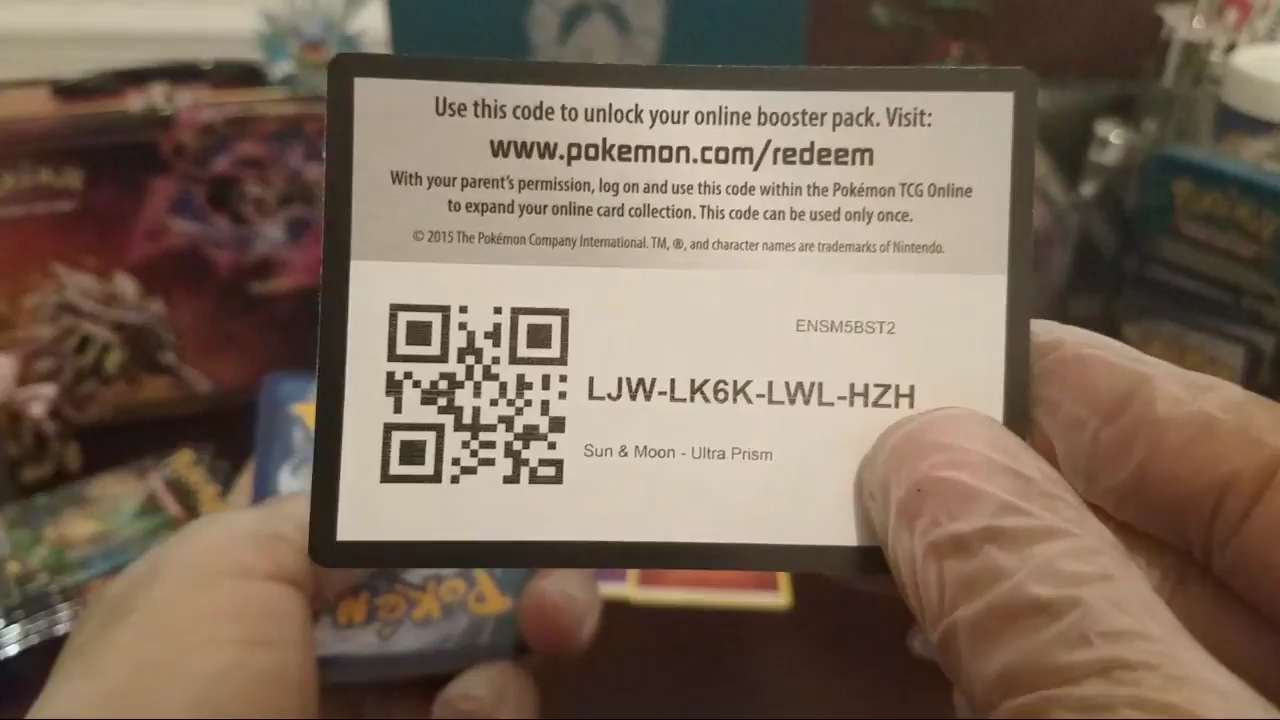 Use this code to unlock your online booster pack. Visit:
www.pokemon.com/redeem
With your parent's permission, log on and use this code within the Pokémon TCG Online
to expand your online card collection. This code can be used only once.
© 2015 The Pokémon Company International. TM, ®, and character names are trademarks of Nintendo.
ENSM5BST2
LJW-LK6K-LWL-HZH
Sun & Moon - Ultra Prism
POKéM